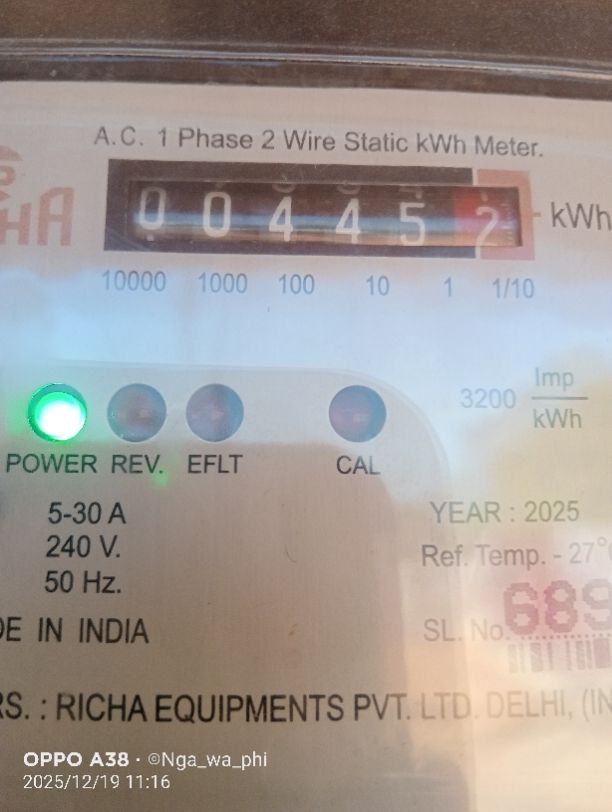 A.C. 1 Phase 2 Wire Static kWh Meter.
HA
0 0 4 4 5 2 kWh
10000 1000 100 10 1 1/10
3200 Imp/kWh
POWER REV. EFLT CAL
5-30 A
240 V.
50 Hz.
YEAR : 2025
Ref. Temp. - 27°
DE IN INDIA
SL. No. 689
RS. : RICHA EQUIPMENTS PVT. LTD. DELHI, (IN
OPPO A38 · ©Nga_wa_phi
2025/12/19 11:16